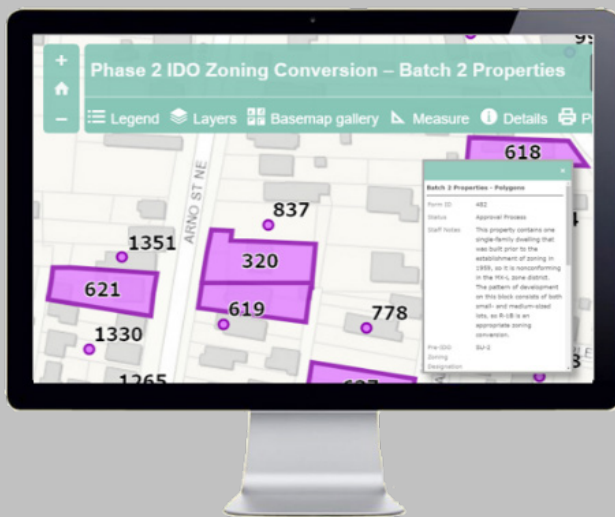 Phase 2 IDO Zoning Conversion – Batch 2 Properties
Legend Layers Basemap gallery Measure Details
618
Batch 2 Properties - Polygons
Form ID 482
Status Approval Process
Staff Notes This property contains one
single-family dwelling that
was built prior to the
establishment of zoning in
1959, so it is nonconforming
in the MX-L zone district.
The pattern of development
on this block consists of both
small- and medium-sized
lots, so R-1B is an
appropriate zoning
conversion.
Pre-IDO SU-2
Zoning
Designation
ARNO ST NE
837
1351
320
621
619
778
1330
1265
627